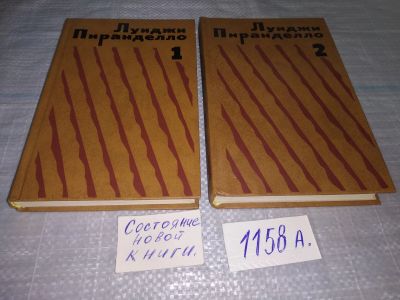 Луиджи
Пиранделло
1
Луиджи
Пиранделло
2
Состояние
новой
книги.
1158 А.